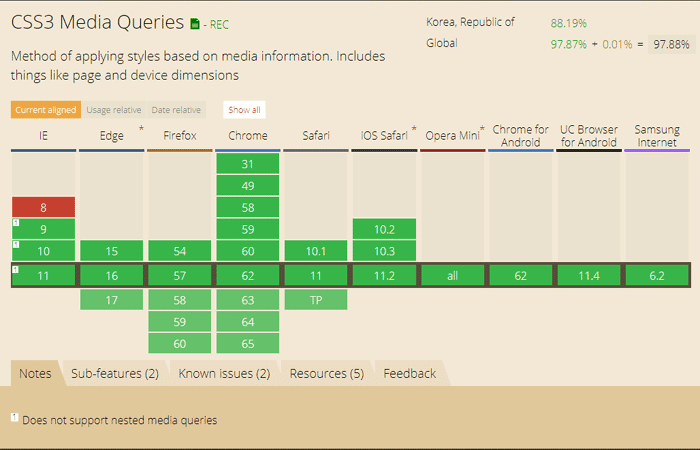 CSS3 Media Queries - REC
Korea, Republic of 88.19%
Global 97.87% + 0.01% = 97.88%
Method of applying styles based on media information. Includes
things like page and device dimensions
Current aligned Usage relative Date relative Show all
IE Edge * Firefox Chrome Safari iOS Safari * Opera Mini * Chrome for Android UC Browser for Android Samsung Internet
31
49
8 58
1 9 59 10.2
1 10 15 54 60 10.1 10.3
1 11 16 57 62 11 11.2 all 62 11.4 6.2
17 58 63 TP
59 64
60 65
Notes Sub-features (2) Known issues (2) Resources (5) Feedback
1 Does not support nested media queries